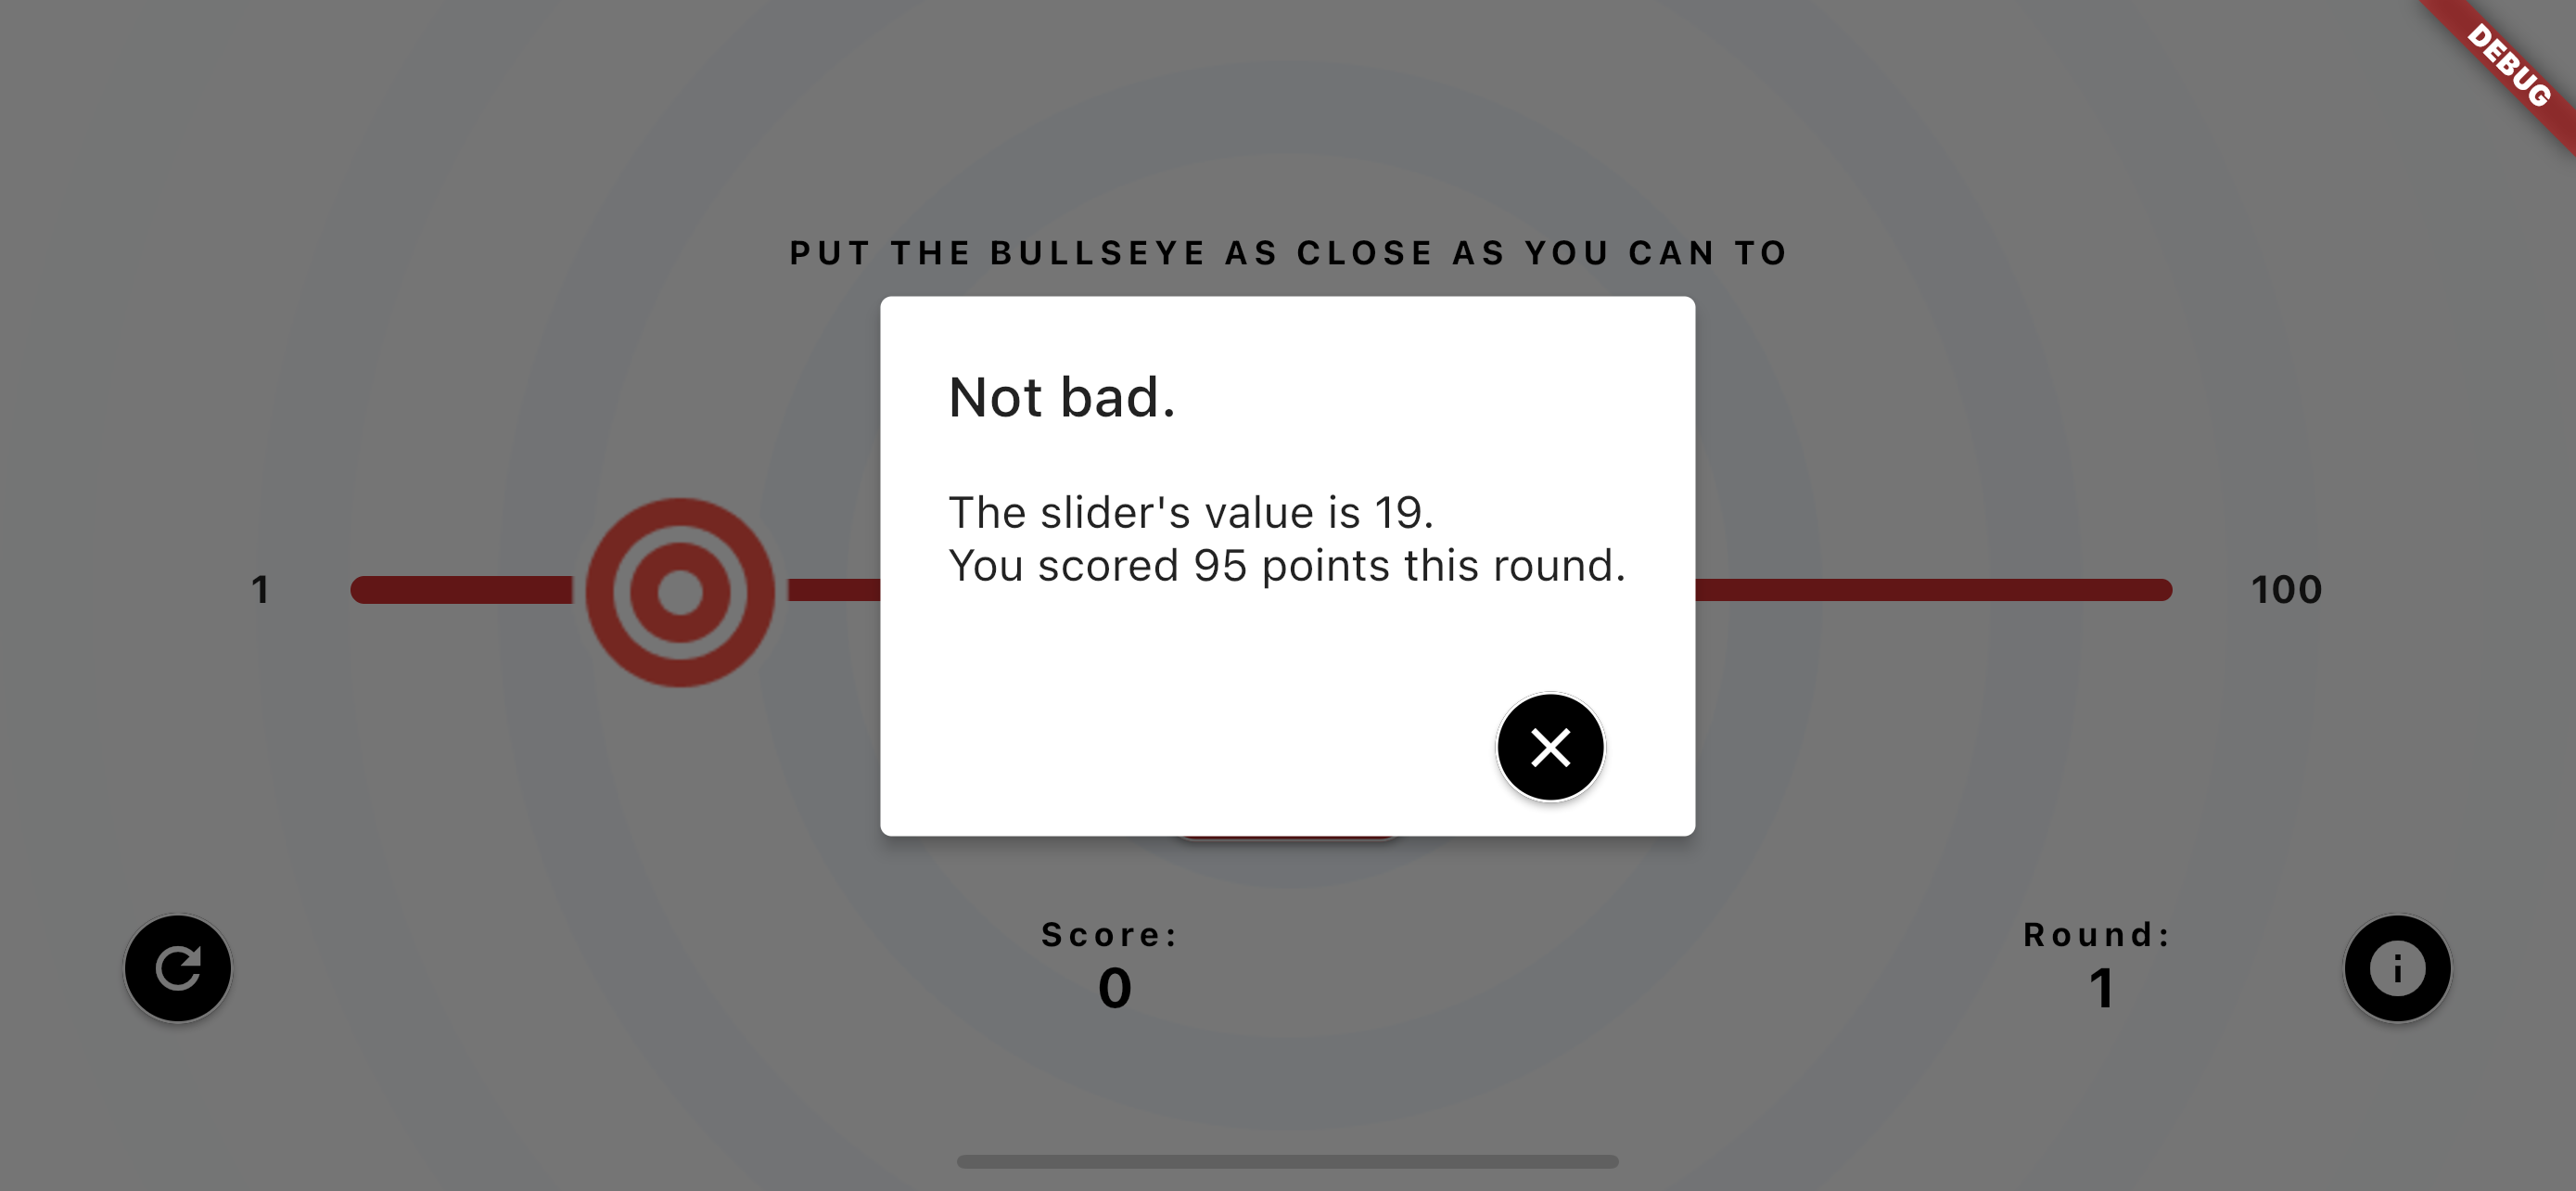 DEBUG
PUT THE BULLSEYE AS CLOSE AS YOU CAN TO
Not bad.
The slider's value is 19.
You scored 95 points this round.
1
100
Score:
0
Round:
1